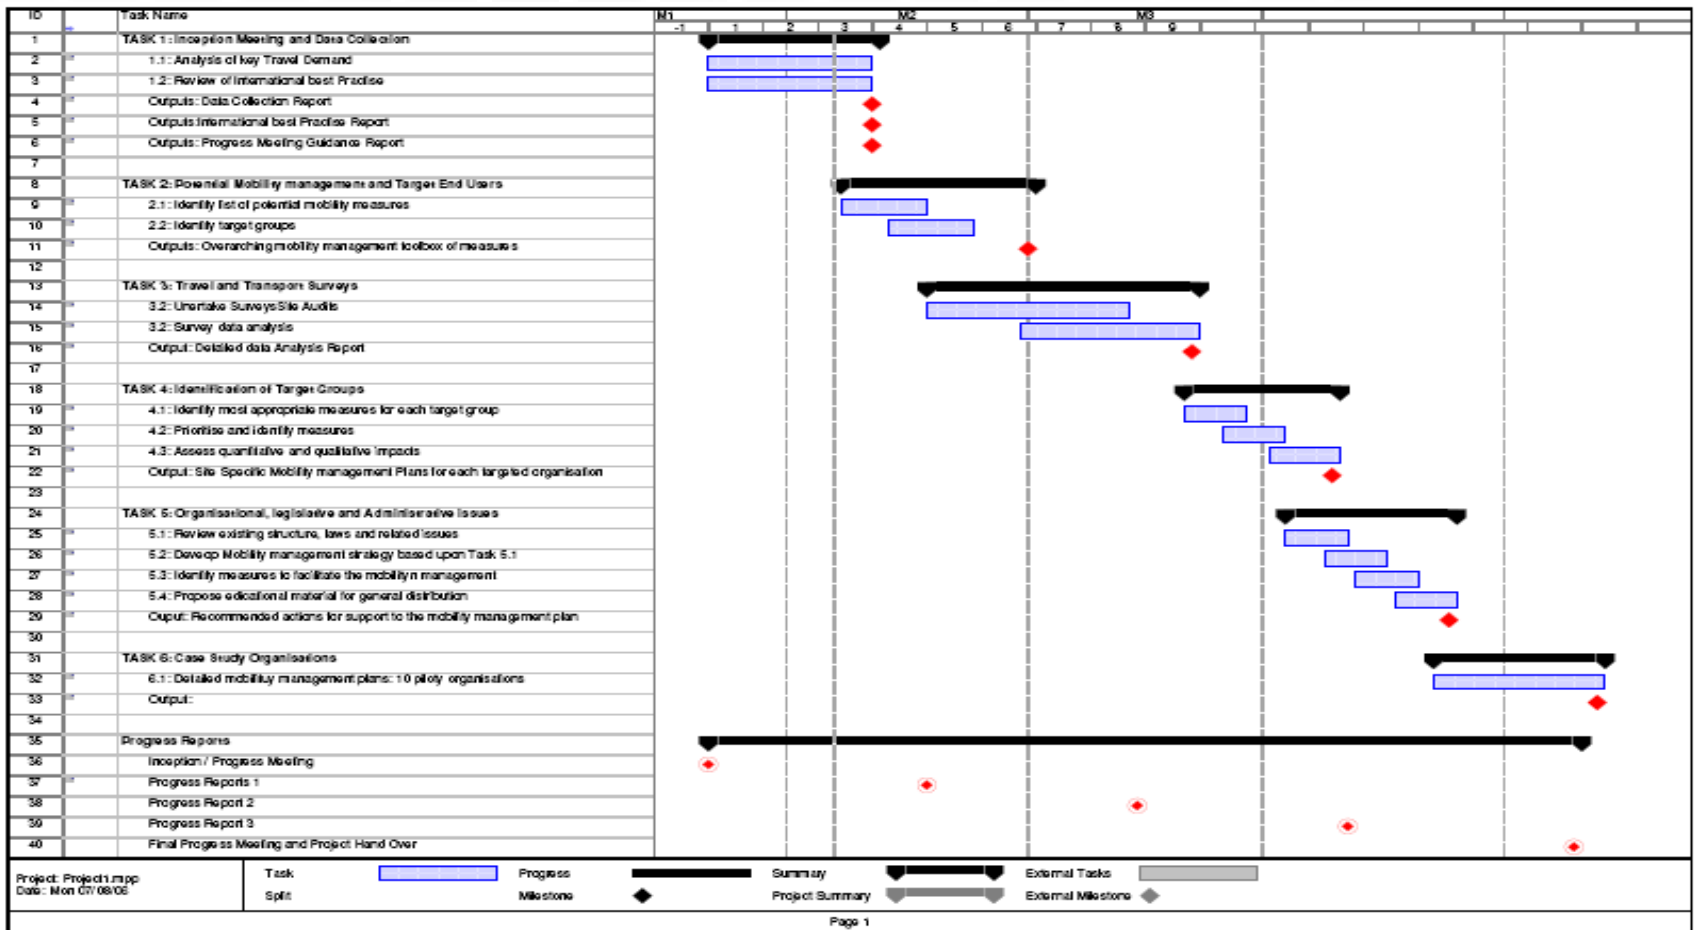 ID Task Name M1 M2 M3
-1 1 2 3 4 5 6 7 8 9
1 TASK 1: Inception Meeting and Data Collection
2 1.1: Analysis of key Travel Demand
3 1.2: Review of International best Practise
4 Outputs: Data Collection Report
5 Outputs:International best Practise Report
6 Outputs: Progress Meeting Guidance Report
7
8 TASK 2: Potential Mobility management and Target End Users
9 2.1: Identify list of potential mobility measures
10 2.2: Identify target groups
11 Outputs: Overarching mobility management toolbox of measures
12
13 TASK 3: Travel and Transport Surveys
14 3.2: Unertake SurveysSite Audits
15 3.2: Survey data analysis
16 Output: Detailed data Analysis Report
17
18 TASK 4: Identification of Target Groups
19 4.1: Identify most appropriate measures for each target group
20 4.2: Prioritise and identify measures
21 4.3: Assess quantitative and qualitative impacts
22 Output: Site Specific Mobility management Plans for each targeted organisation
23
24 TASK 5: Organisational, legislative and Administrative Issues
25 5.1: Review existing structure, laws and related issues
26 5.2: Deveop Mobility management strategy based upon Task 5.1
27 5.3: Identify measures to facilitate the mobilityn management
28 5.4: Propose edicational material for general distribution
29 Ouput: Recommended actions for support to the mobility management plan
30
31 TASK 6: Case Study Organisations
32 6.1: Detailed mobilituy management plans: 10 piloty organisations
33 Output:
34
35 Progress Reports
36 Inception / Progress Meeting
37 Progress Reports 1
38 Progress Report 2
39 Progress Report 3
40 Final Progress Meeting and Project Hand Over
Project: Project1.mpp
Date: Mon 07/08/06
Task Progress Summary External Tasks
Split Milestone Project Summary External Milestone
Page 1